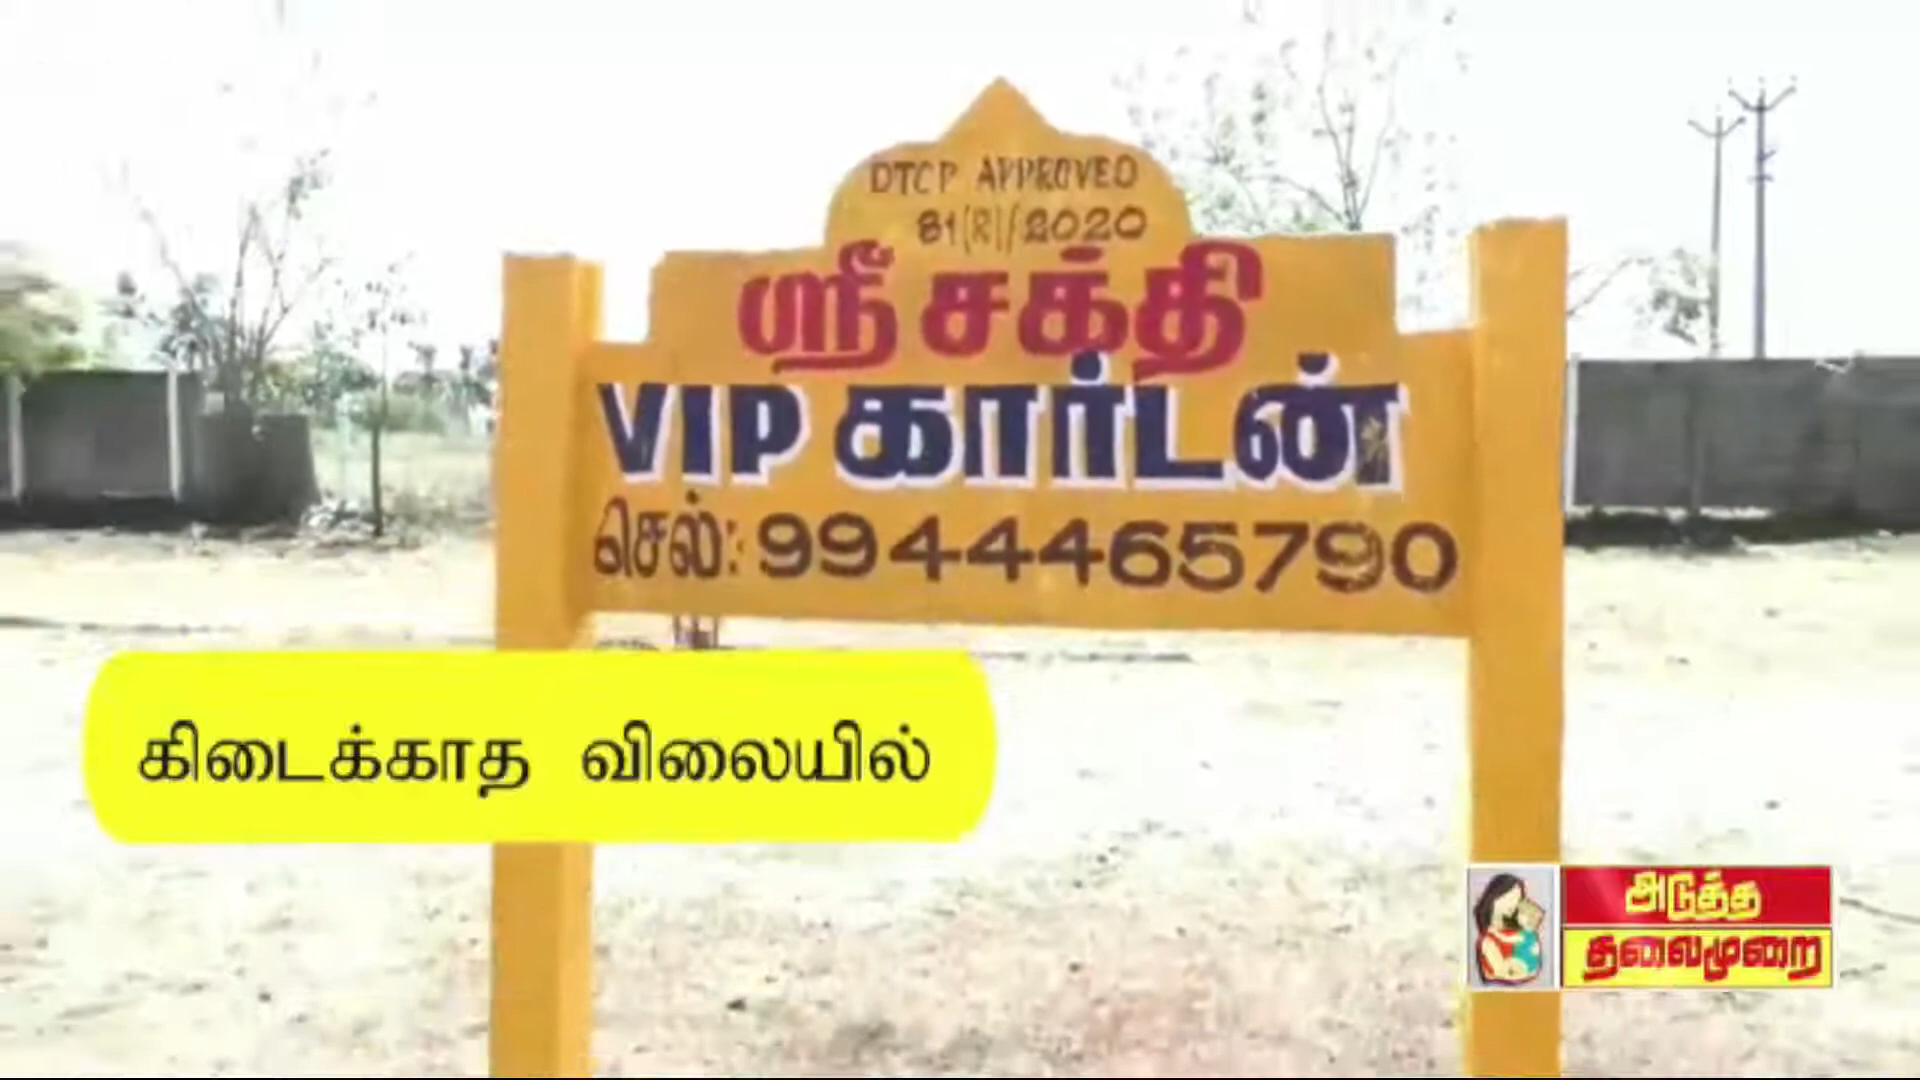 DTCP APPROVED
81(R)/2020
ஸ்ரீ சக்தி
VIP கார்டன்
செல்: 9944465790
கிடைக்காத விலையில்
அடுத்த
தலைமுறை